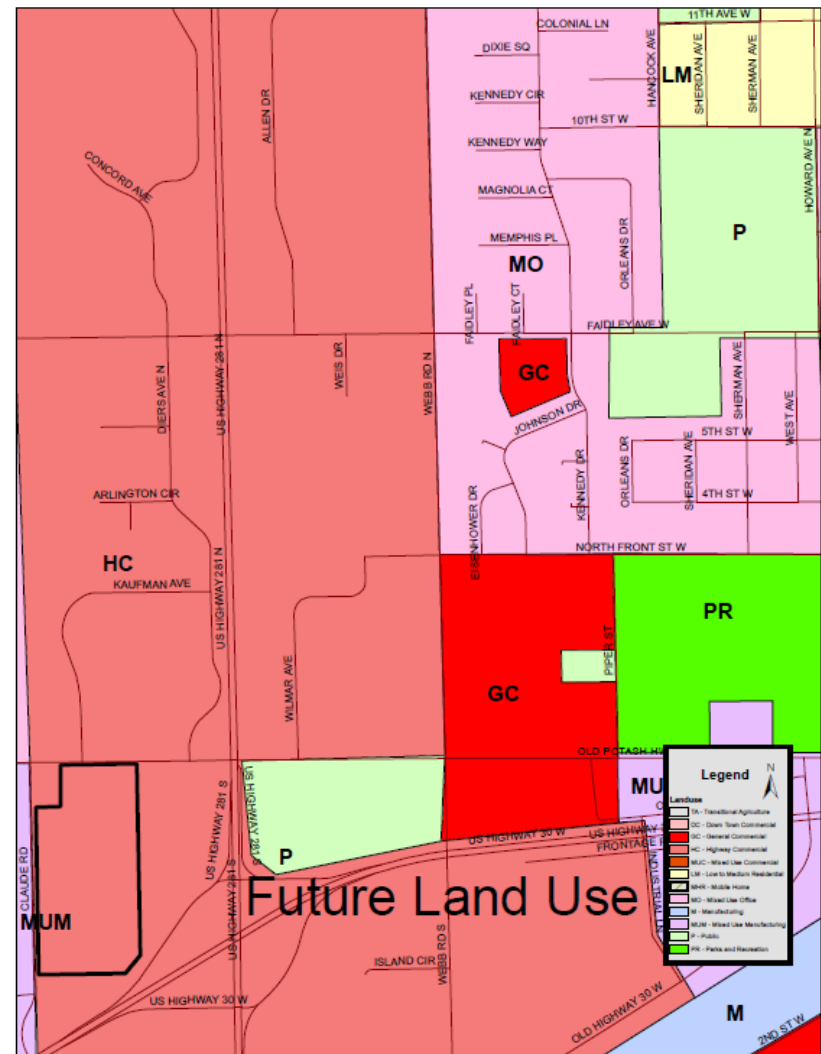 11TH AVE W
COLONIAL LN
DIXIE SQ
HANCOCK AVE
LM
SHERIDAN AVE
SHERMAN AVE
KENNEDY CIR
10TH ST W
ALLEN DR
KENNEDY WAY
CONCORD AVE
HOWARD AVE N
MAGNOLIA CT
P
MEMPHIS PL
ORLEANS DR
MO
FAIDLEY PL
FAIDLEY CT
FAIDLEY AVE W
US HIGHWAY 281 N
WEIS DR
WEBB RD N
GC
DIERS AVE N
SHERMAN AVE
WEST AVE
JOHNSON DR
5TH ST W
ORLEANS DR
SHERIDAN AVE
KENNEDY DR
4TH ST W
ARLINGTON CIR
EISENHOWER DR
NORTH FRONT ST W
HC
KAUFMAN AVE
US HIGHWAY 281 N
PR
PIPER ST
WILMAR AVE
GC
OLD POTASH HW
MU
US HIGHWAY 281 S
US HIGHWAY 281 S
US HIGHWAY 30 W
US HIGHWAY 3
FRONTAGE R
P
CLAUDE RD
US HIGHWAY 281 S
INDUSTRIAL LN
Future Land Use
MUM
WEBB RD S
ISLAND CIR
US HIGHWAY 30 W
OLD HIGHWAY 30 W
M
2ND ST W
Legend
N
Landuse
TA - Transitional Agriculture
DC - Down Town Commercial
GC - General Commercial
HC - Highway Commercial
MUC - Mixed Use Commercial
LM - Low to Medium Residential
MHR - Mobile Home
MO - Mixed Use Office
M - Manufacturing
MUM - Mixed Use Manufacturing
P - Public
PR - Parks and Recreation